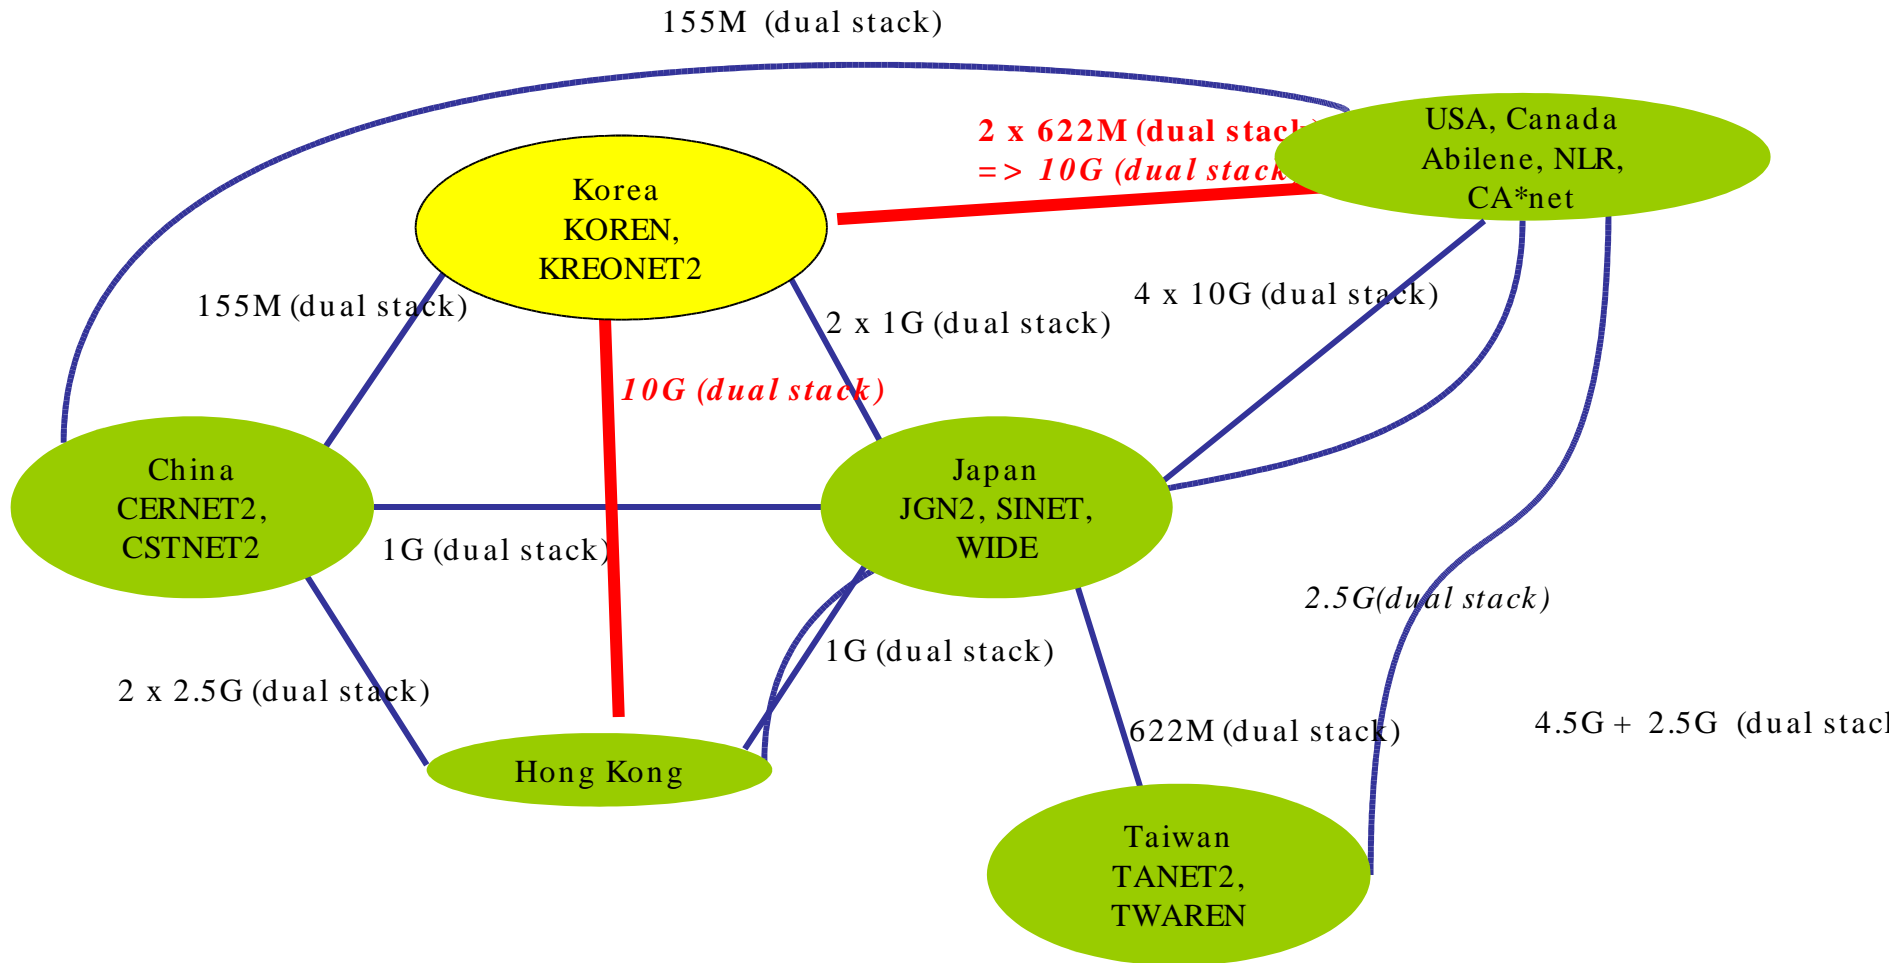 155M (dual stack)
2 x 622M (dual stack
=> 10G (dual stack
USA, Canada
Abilene, NLR,
CA*net
Korea
KOREN,
KREONET2
155M (dual stack)
2 x 1G (dual stack)
4 x 10G (dual stack)
10G (dual stack)
China
CERNET2,
CSTNET2
Japan
JGN2, SINET,
WIDE
1G (dual stack)
2.5G(dual stack)
1G (dual stack)
2 x 2.5G (dual stack)
622M (dual stack)
4.5G + 2.5G (dual stack
Hong Kong
Taiwan
TANET2,
TWAREN